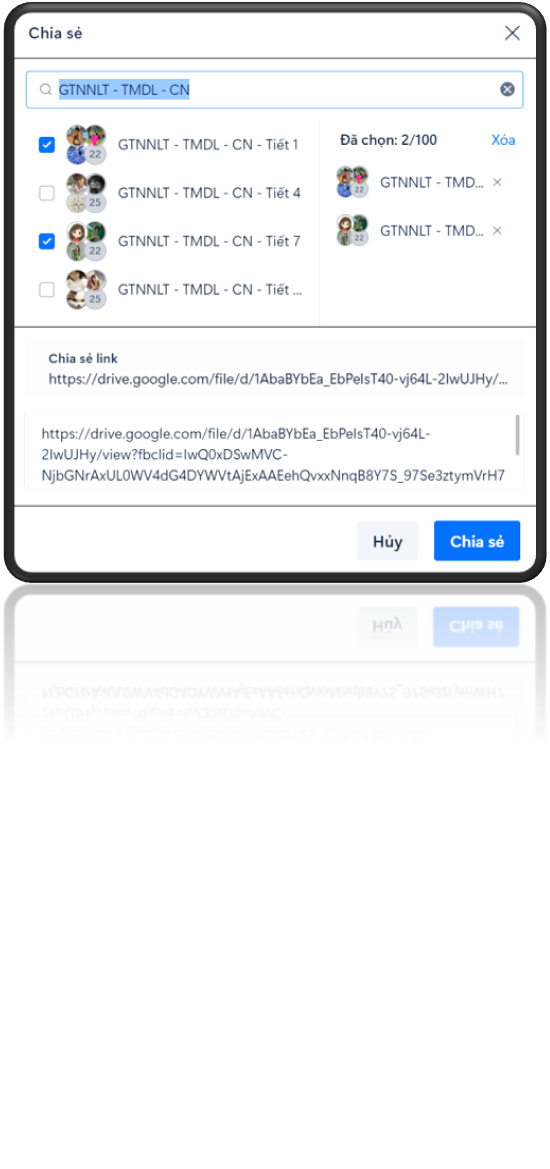 Chia sẻ
GTNNLT - TMDL - CN
22
GTNNLT - TMDL - CN - Tiết 1
25
GTNNLT - TMDL - CN - Tiết 4
22
GTNNLT - TMDL - CN - Tiết 7
25
GTNNLT - TMDL - CN - Tiết ...
Đã chọn: 2/100
Xóa
22
GTNNLT - TMD...
22
GTNNLT - TMD...
Chia sẻ link
https://drive.google.com/file/d/1AbaBYbEa_EbPelsT40-vj64L-2IwUJHy/...
https://drive.google.com/file/d/1AbaBYbEa_EbPelsT40-vj64L-
2IwUJHy/view?fbclid=IwQ0xDSwMVC-
NjbGNrAxUL0WV4dG4DYWVtAjExAAEehQvxxNnqB8Y7S_97Se3ztymVrH7
Hủy
Chia sẻ